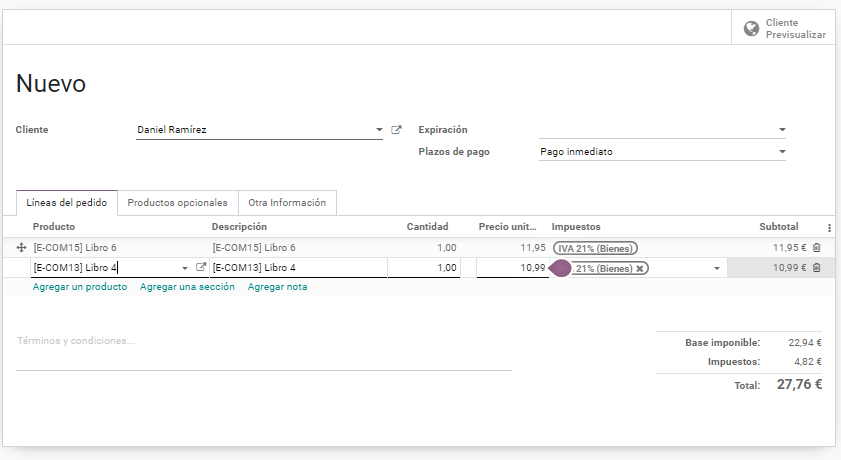 Cliente
Previsualizar
Nuevo
Cliente Daniel Ramírez Expiración
Plazos de pago Pago inmediato
Líneas del pedido Productos opcionales Otra Información
Producto Descripción Cantidad Precio unit... Impuestos Subtotal
[E-COM15] Libro 6 [E-COM15] Libro 6 1,00 11,95 IVA 21% (Bienes) 11,95 €
[E-COM13] Libro 4 [E-COM13] Libro 4 1,00 10,99 21% (Bienes) 10,99 €
Agregar un producto Agregar una sección Agregar nota
Términos y condiciones...
Base imponible: 22,94 €
Impuestos: 4,82 €
Total: 27,76 €